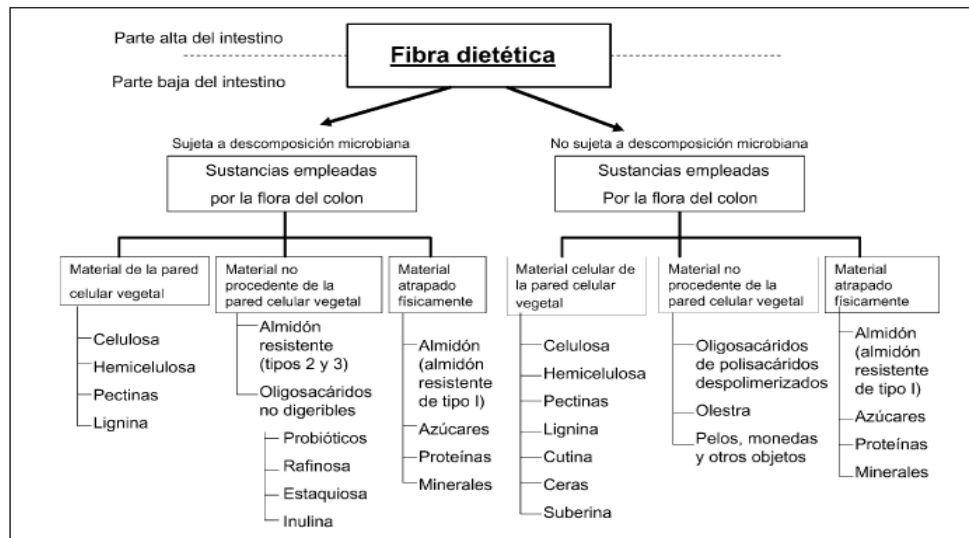 Parte alta del intestino
Fibra dietética
Parte baja del intestino
Sujeta a descomposición microbiana
Sustancias empleadas
por la flora del colon
Material de la pared
celular vegetal
Celulosa
Hemicelulosa
Pectinas
Lignina
Material no
procedente de la
pared celular vegetal
Almidón
resistente
(tipos 2 y 3)
Oligosacáridos
no digeribles
Probióticos
Rafinosa
Estaquiosa
Inulina
Material
atrapado
físicamente
Almidón
(almidón
resistente
de tipo I)
Azúcares
Proteínas
Minerales
No sujeta a descomposición microbiana
Sustancias empleadas
Por la flora del colon
Material celular de
la pared celular
vegetal
Celulosa
Hemicelulosa
Pectinas
Lignina
Cutina
Ceras
Suberina
Material no
procedente de la
pared celular vegetal
Oligosacáridos
de polisacáridos
despolimerizados
Olestra
Pelos, monedas
y otros objetos
Material
atrapado
físicamente
Almidón
(almidón
resistente
de tipo I)
Azúcares
Proteínas
Minerales